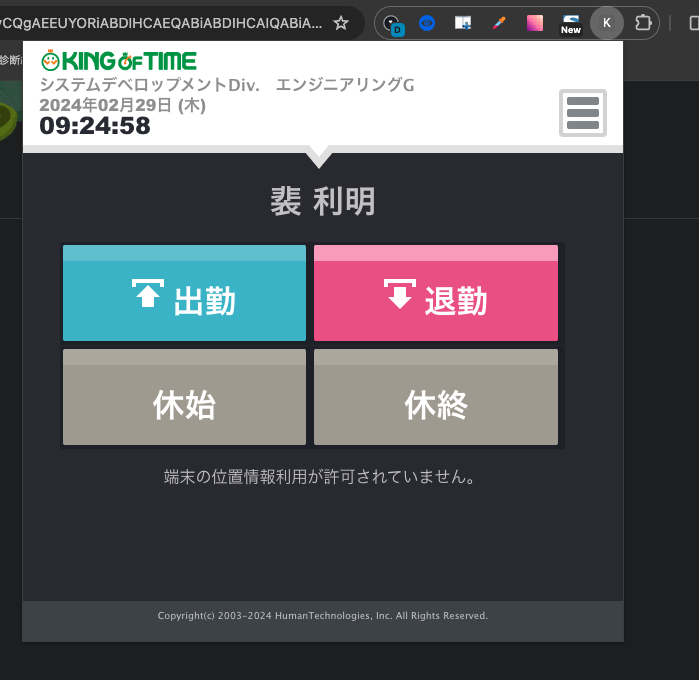 yCQgAEEUYORiABDIHCAEQABiABDIHCAIQABiA...
D
New
K
診断
KING OF TIME
システムデベロップメントDiv.　エンジニアリングG
2024年02月29日 (木)
09:24:58
裴 利明
出勤
退勤
休始
休終
端末の位置情報利用が許可されていません。
Copyright(c) 2003-2024 HumanTechnologies, Inc. All Rights Reserved.